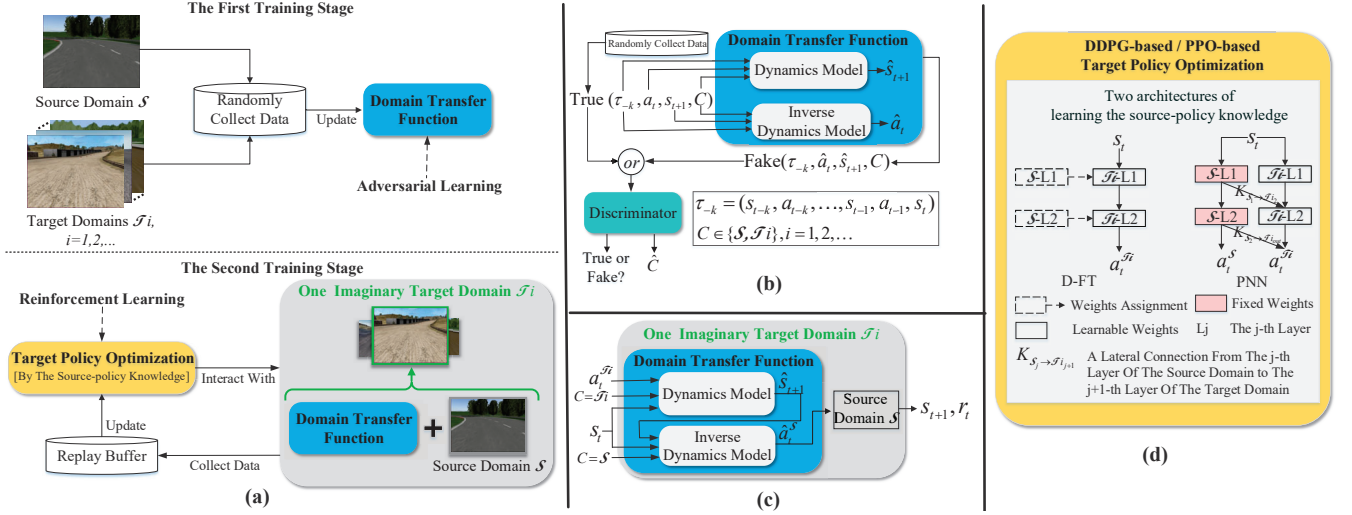 The First Training Stage
Source Domain 𝓢
Randomly
Collect Data
Update
Domain Transfer
Function
Adversarial Learning
Target Domains 𝓣i,
i=1,2,...
The Second Training Stage
Reinforcement Learning
Target Policy Optimization
[By The Source-policy Knowledge]
Interact With
Update
Replay Buffer
Collect Data
One Imaginary Target Domain 𝓣i
Domain Transfer
Function
+
Source Domain 𝓢
(a)
Randomly Collect Data
Domain Transfer Function
Dynamics Model
ŝ_{t+1}
Inverse
Dynamics Model
â_t
True (τ_{-k}, a_t, s_{t+1}, C)
Fake(τ_{-k}, â_t, ŝ_{t+1}, C)
or
Discriminator
True or
Fake?
Ĉ
τ_{-k} = (s_{t-k}, a_{t-k}, ..., s_{t-1}, a_{t-1}, s_t)
C ∈ {𝓢, 𝓣i}, i = 1, 2, ...
(b)
One Imaginary Target Domain 𝓣i
Domain Transfer Function
a_t^{𝓣i}
C=𝓣i
s_t
C=𝓢
Dynamics Model
ŝ_{t+1}
Inverse
Dynamics Model
â_t^𝓢
Source
Domain 𝓢
s_{t+1}, r_t
(c)
DDPG-based / PPO-based
Target Policy Optimization
Two architectures of
learning the source-policy knowledge
s_t
s_t
𝓢-L1
𝓣i-L1
𝓢-L1
𝓣i-L1
K_{𝓢_1→𝓣i_2}
𝓢-L2
𝓣i-L2
𝓢-L2
𝓣i-L2
a_t^{𝓣i}
a_t^𝓢
a_t^{𝓣i}
D-FT
PNN
Weights Assignment
Fixed Weights
Learnable Weights
Lj The j-th Layer
K_{𝓢_j→𝓣i_{j+1}}
A Lateral Connection From The j-th
Layer Of The Source Domain to The
j+1-th Layer Of The Target Domain
(d)